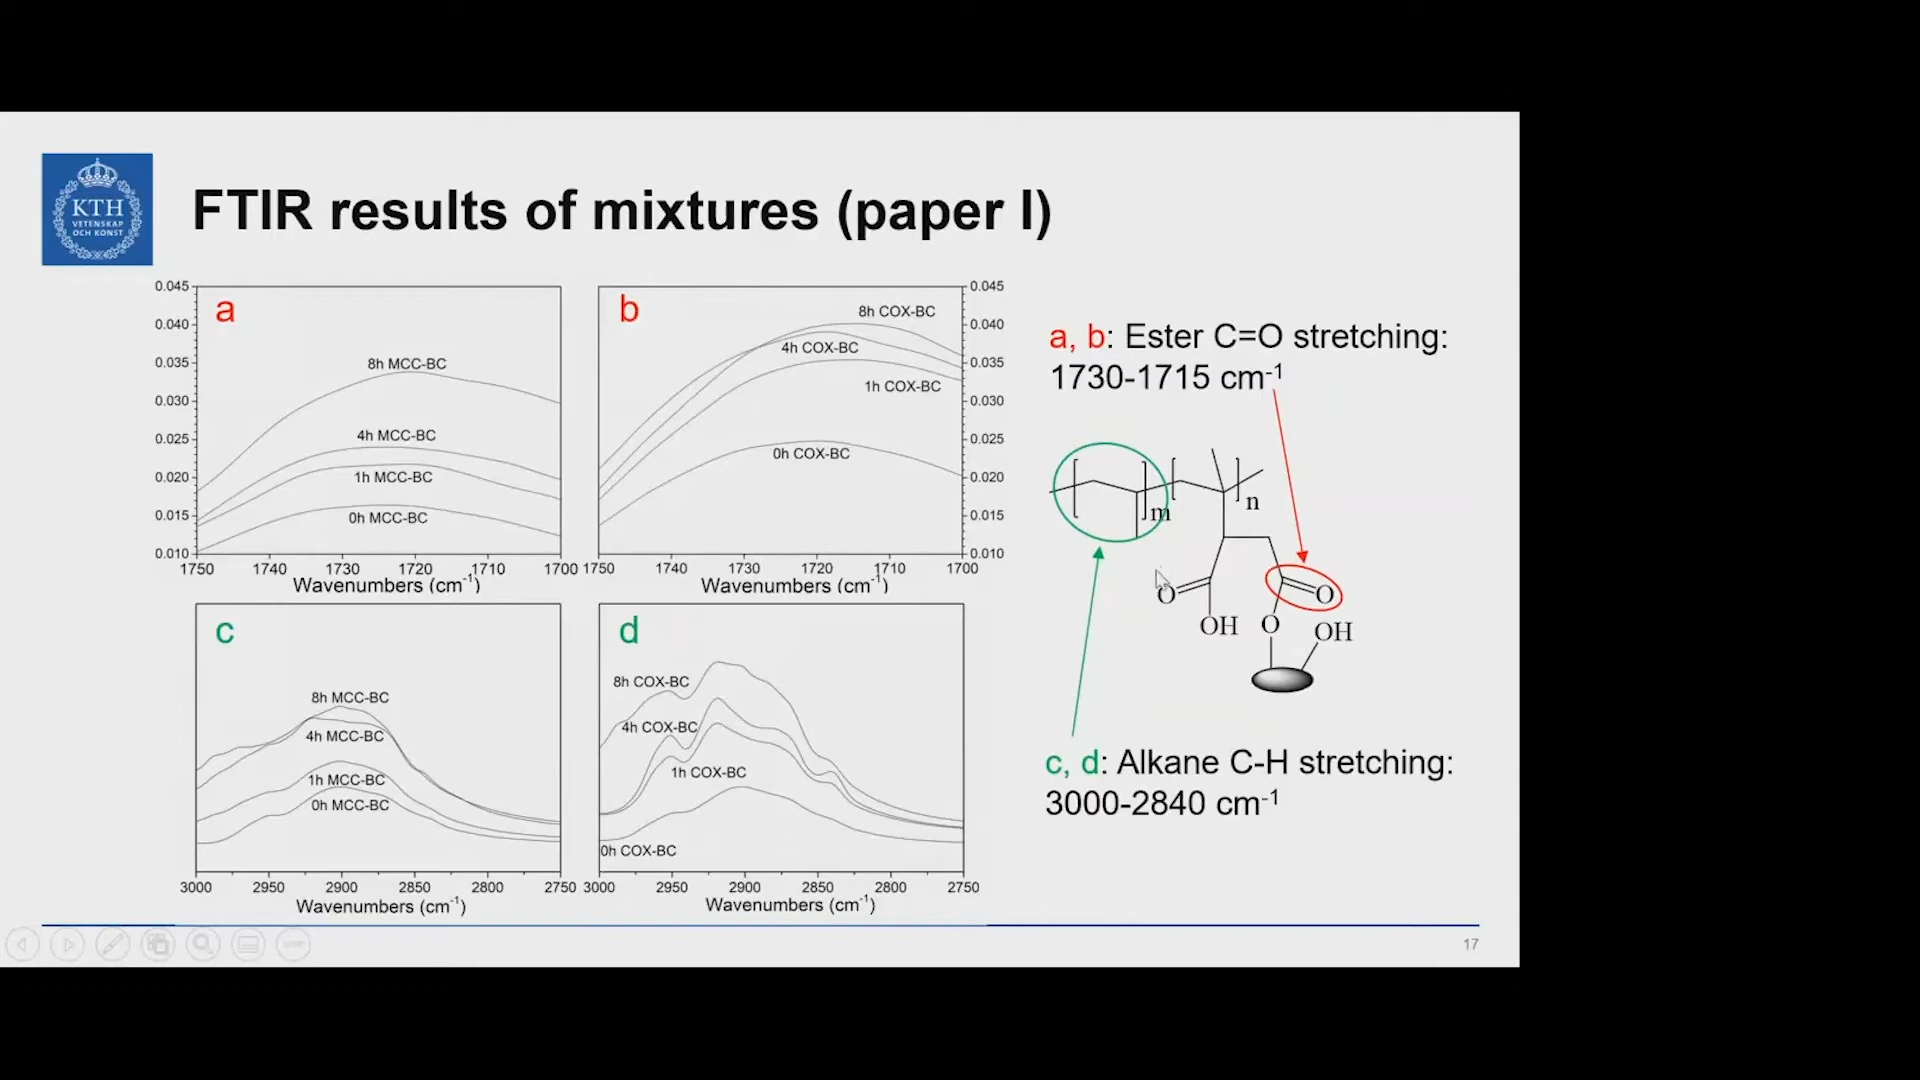 KTH
VETENSKAP
OCH KONST
FTIR results of mixtures (paper I)
a
0.045
0.040
0.035
0.030
0.025
0.020
0.015
0.010
8h MCC-BC
4h MCC-BC
1h MCC-BC
0h MCC-BC
1750 1740 1730 1720 1710 1700
Wavenumbers (cm⁻¹)
b
8h COX-BC
4h COX-BC
1h COX-BC
0h COX-BC
0.045
0.040
0.035
0.030
0.025
0.020
0.015
0.010
1750 1740 1730 1720 1710 1700
Wavenumbers (cm⁻¹)
c
8h MCC-BC
4h MCC-BC
1h MCC-BC
0h MCC-BC
3000 2950 2900 2850 2800 2750
Wavenumbers (cm⁻¹)
d
8h COX-BC
4h COX-BC
1h COX-BC
0h COX-BC
3000 2950 2900 2850 2800 2750
Wavenumbers (cm⁻¹)
a, b: Ester C=O stretching:
1730-1715 cm⁻¹
m
n
O
O
OH
O
OH
c, d: Alkane C-H stretching:
3000-2840 cm⁻¹
17